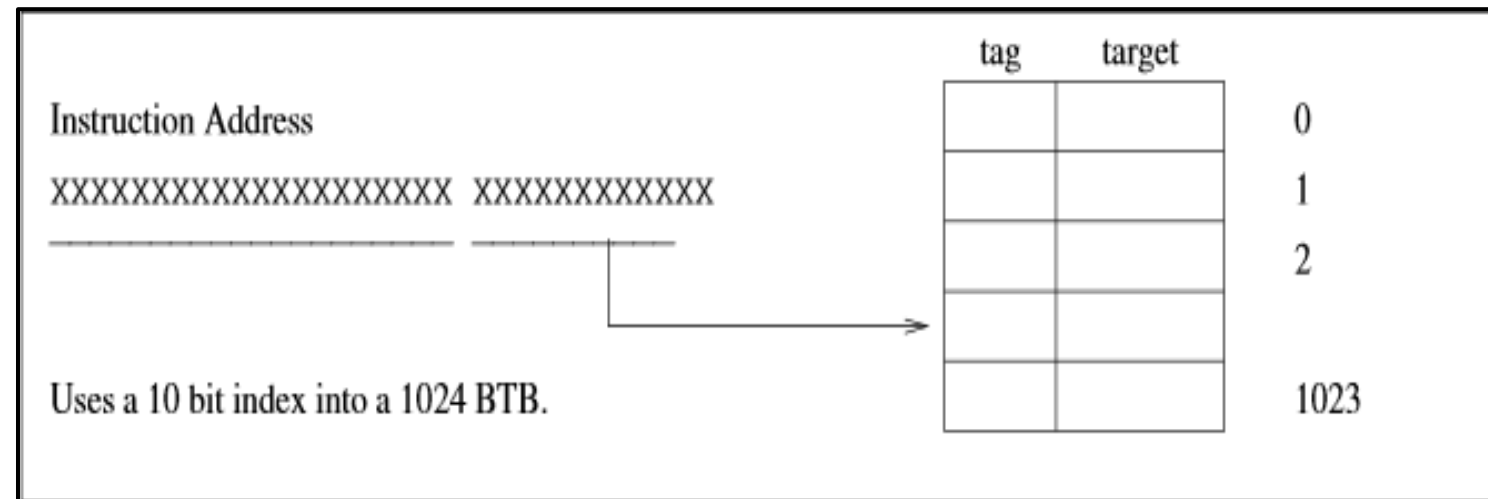 tag target
Instruction Address 0
XXXXXXXXXXXXXXXXXXXX XXXXXXXXXXXX 1
2
Uses a 10 bit index into a 1024 BTB. 1023